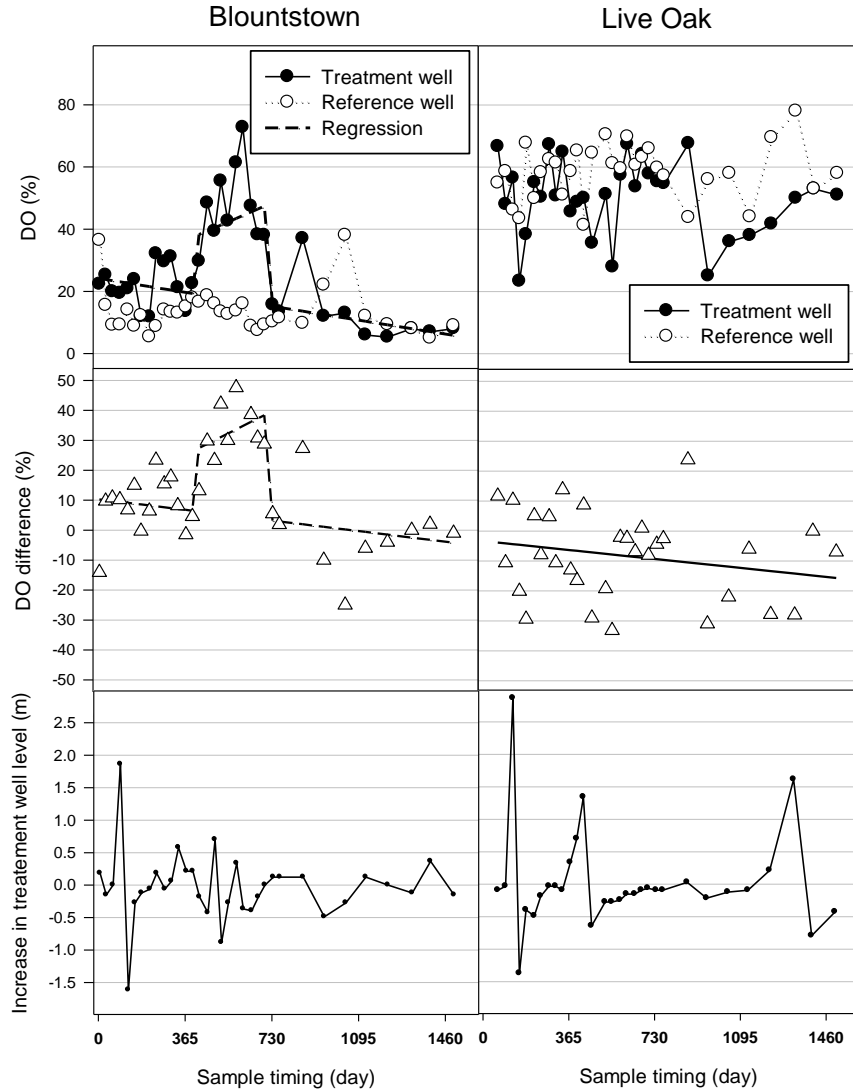 Blountstown
Live Oak
Treatment well
Reference well
Regression
Treatment well
Reference well
DO (%)
80
60
40
20
0
DO difference (%)
50
40
30
20
10
0
-10
-20
-30
-40
-50
Increase in treatement well level (m)
2.5
2.0
1.5
1.0
0.5
0.0
-0.5
-1.0
-1.5
0 365 730 1095 1460
0 365 730 1095 1460
Sample timing (day)
Sample timing (day)